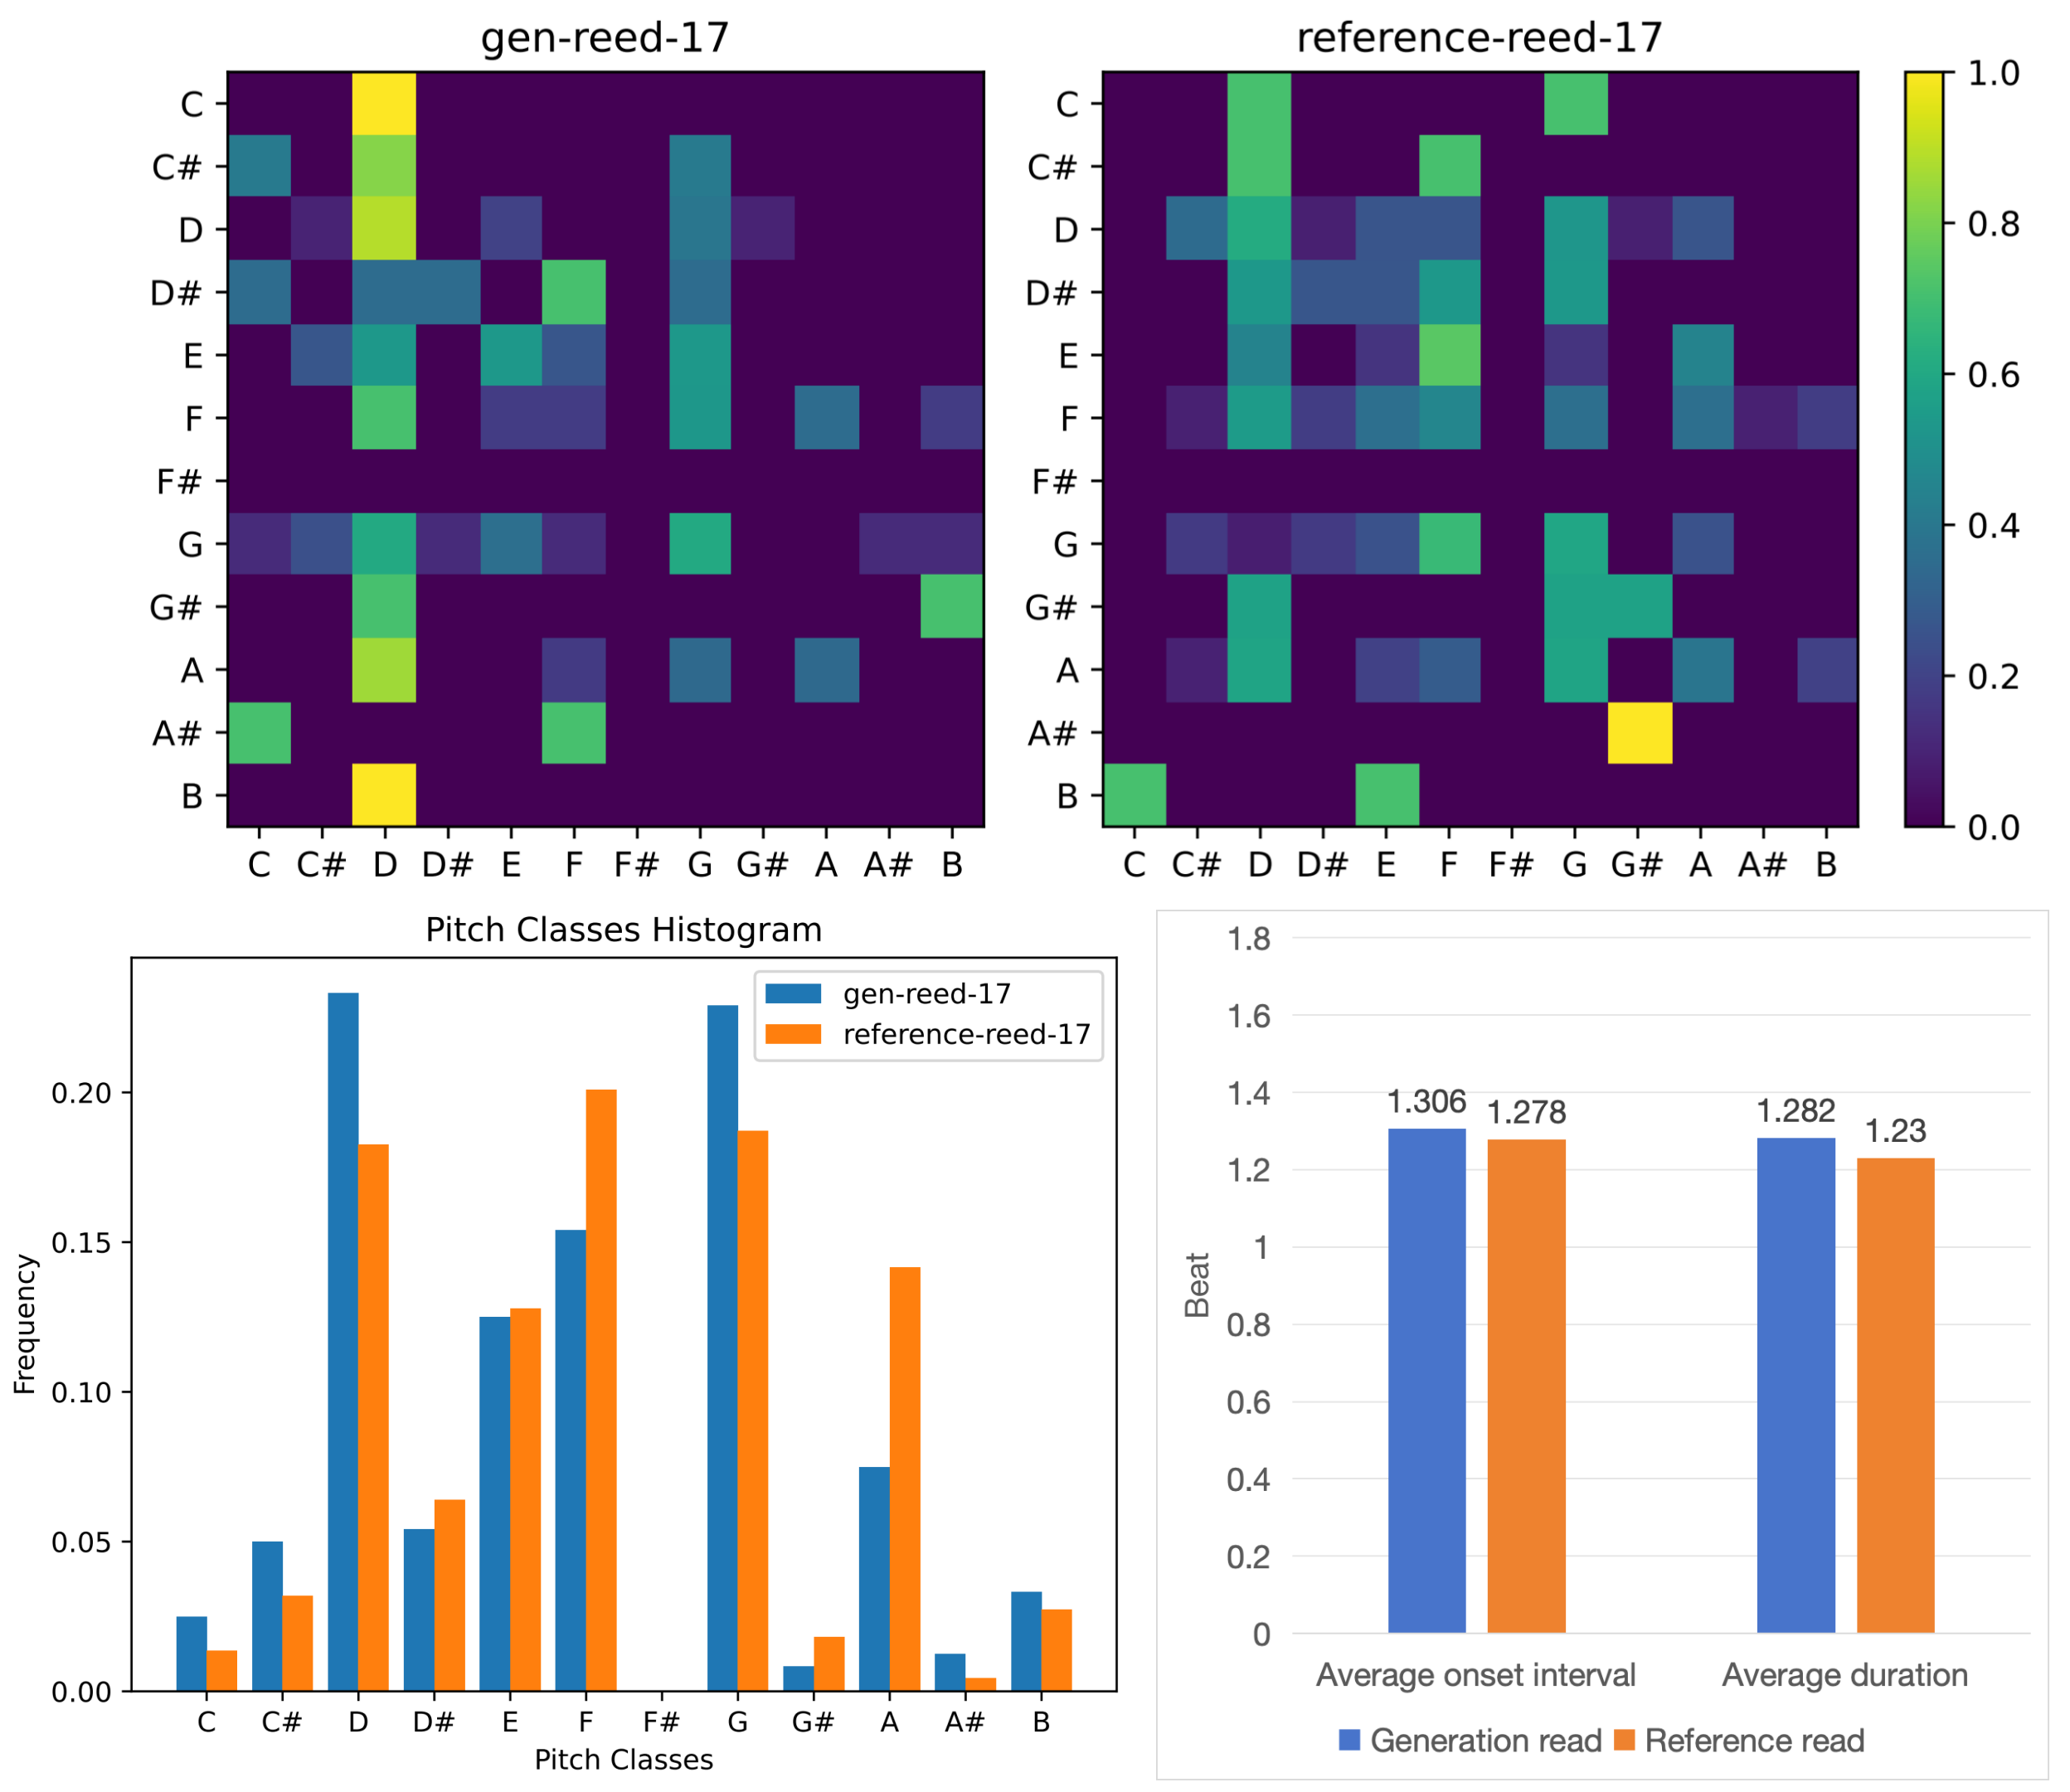 gen-reed-17
reference-reed-17
C
C#
D
D#
E
F
F#
G
G#
A
A#
B
C C# D D# E F F# G G# A A# B
C
C#
D
D#
E
F
F#
G
G#
A
A#
B
C C# D D# E F F# G G# A A# B
1.0
0.8
0.6
0.4
0.2
0.0
Pitch Classes Histogram
gen-reed-17
reference-reed-17
Frequency
0.20
0.15
0.10
0.05
0.00
C C# D D# E F F# G G# A A# B
Pitch Classes
Beat
1.8
1.6
1.4
1.2
1
0.8
0.6
0.4
0.2
0
1.306 1.278 1.282 1.23
Average onset interval Average duration
Generation read Reference read